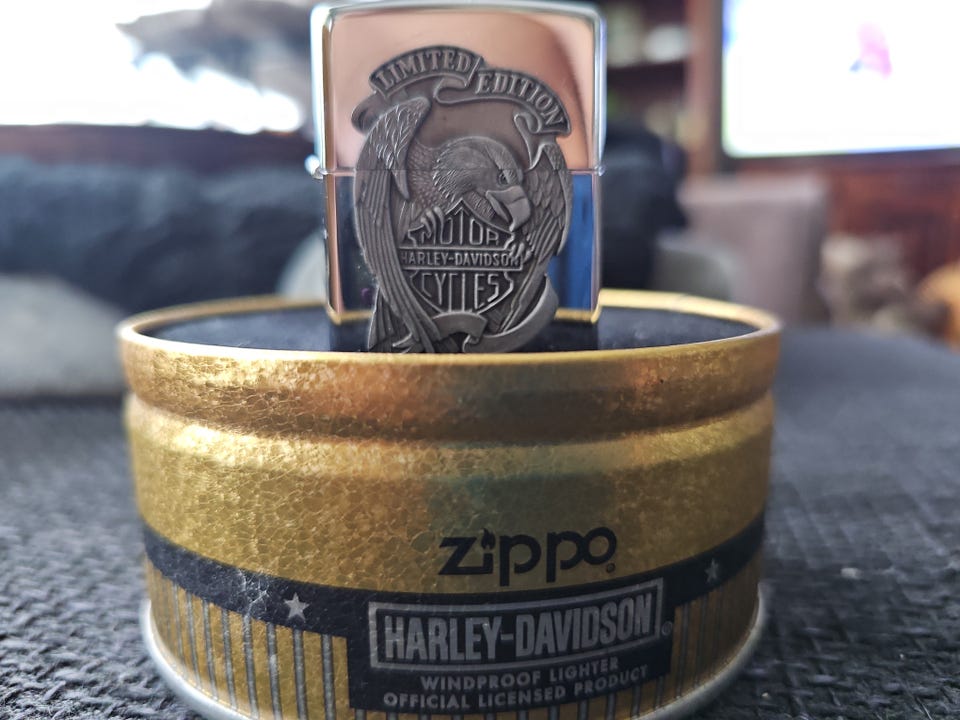 LIMITED
EDITION
MOTOR
HARLEY-DAVIDSON
CYCLES
zippo®
HARLEY-DAVIDSON®
WINDPROOF LIGHTER
OFFICIAL LICENSED PRODUCT